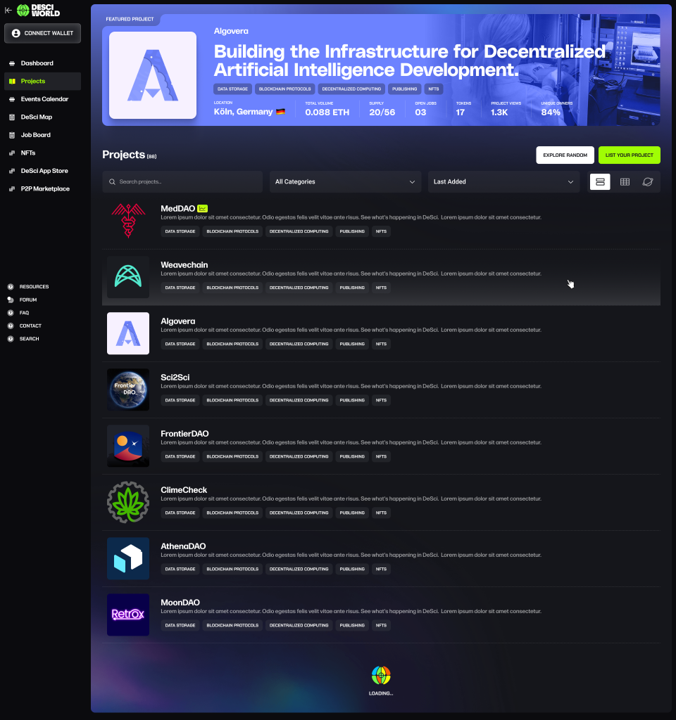 DESCI
WORLD
CONNECT WALLET
Dashboard
Projects
Events Calendar
DeSci Map
Job Board
NFTs
DeSci App Store
P2P Marketplace
RESOURCES
FORUM
FAQ
CONTACT
SEARCH
FEATURED PROJECT
Algovera
Building the Infrastructure for Decentralized
Artificial Intelligence Development.
DATA STORAGE BLOCKCHAIN PROTOCOLS DECENTRALIZED COMPUTING PUBLISHING NFTS
LOCATION TOTAL VOLUME SUPPLY OPEN JOBS TOKENS PROJECT VIEWS UNIQUE OWNERS
Köln, Germany 0.088 ETH 20/56 03 17 1.3K 84%
Projects (86)
EXPLORE RANDOM LIST YOUR PROJECT
Search projects... All Categories Last Added
MedDAO
Lorem ipsum dolor sit amet consectetur. Odio egestas felis velit vitae ante risus. See what's happening in DeSci. Lorem ipsum dolor sit amet consectetur.
DATA STORAGE BLOCKCHAIN PROTOCOLS DECENTRALIZED COMPUTING PUBLISHING NFTS
Weavechain
Lorem ipsum dolor sit amet consectetur. Odio egestas felis velit vitae ante risus. See what's happening in DeSci. Lorem ipsum dolor sit amet consectetur.
DATA STORAGE BLOCKCHAIN PROTOCOLS DECENTRALIZED COMPUTING PUBLISHING NFTS
Algovera
Lorem ipsum dolor sit amet consectetur. Odio egestas felis velit vitae ante risus. See what's happening in DeSci. Lorem ipsum dolor sit amet consectetur.
DATA STORAGE BLOCKCHAIN PROTOCOLS DECENTRALIZED COMPUTING PUBLISHING NFTS
Frontier
DAO
Sci2Sci
Lorem ipsum dolor sit amet consectetur. Odio egestas felis velit vitae ante risus. See what's happening in DeSci. Lorem ipsum dolor sit amet consectetur.
DATA STORAGE BLOCKCHAIN PROTOCOLS DECENTRALIZED COMPUTING PUBLISHING NFTS
FrontierDAO
Lorem ipsum dolor sit amet consectetur. Odio egestas felis velit vitae ante risus. See what's happening in DeSci. Lorem ipsum dolor sit amet consectetur.
DATA STORAGE BLOCKCHAIN PROTOCOLS DECENTRALIZED COMPUTING PUBLISHING NFTS
ClimeCheck
Lorem ipsum dolor sit amet consectetur. Odio egestas felis velit vitae ante risus. See what's happening in DeSci. Lorem ipsum dolor sit amet consectetur.
DATA STORAGE BLOCKCHAIN PROTOCOLS DECENTRALIZED COMPUTING PUBLISHING NFTS
AthenaDAO
Lorem ipsum dolor sit amet consectetur. Odio egestas felis velit vitae ante risus. See what's happening in DeSci. Lorem ipsum dolor sit amet consectetur.
DATA STORAGE BLOCKCHAIN PROTOCOLS DECENTRALIZED COMPUTING PUBLISHING NFTS
Retrox
MoonDAO
Lorem ipsum dolor sit amet consectetur. Odio egestas felis velit vitae ante risus. See what's happening in DeSci. Lorem ipsum dolor sit amet consectetur.
DATA STORAGE BLOCKCHAIN PROTOCOLS DECENTRALIZED COMPUTING PUBLISHING NFTS
LOADING...